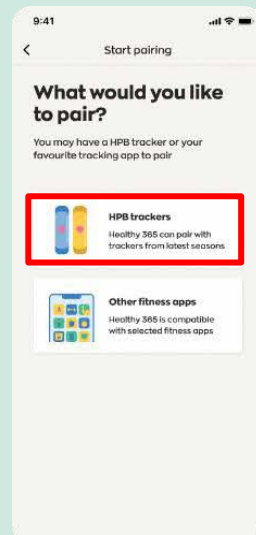 9:41
Start pairing
What would you like
to pair?
You may have a HPB tracker or your
favourite tracking app to pair
HPB trackers
Healthy 365 can pair with
trackers from latest seasons
Other fitness apps
Healthy 365 is compatible
with selected fitness apps